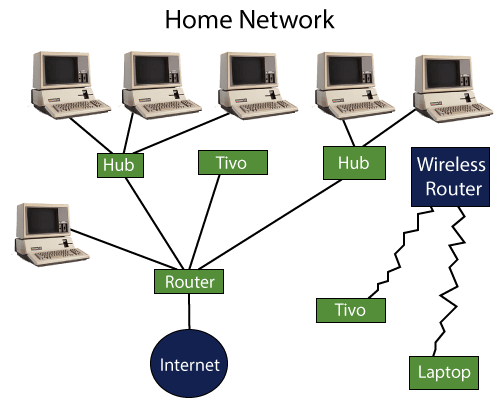 Home Network
Hub
Tivo
Hub
Wireless
Router
Router
Tivo
Internet
Laptop